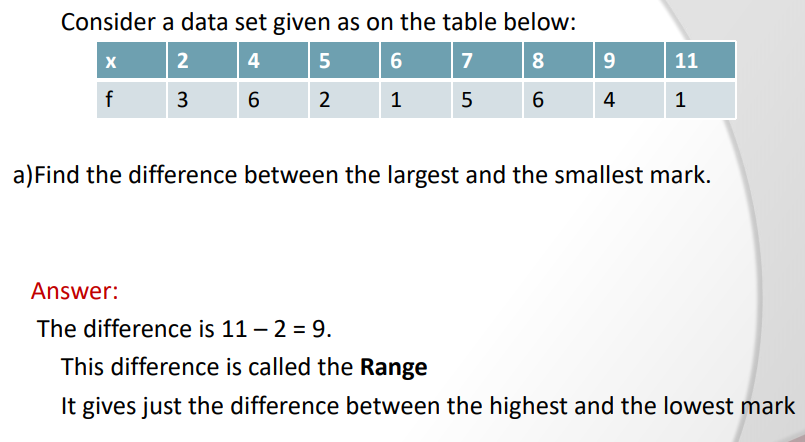 Consider a data set given as on the table below:
x 2 4 5 6 7 8 9 11
f 3 6 2 1 5 6 4 1
a)Find the difference between the largest and the smallest mark.
Answer:
The difference is 11 – 2 = 9.
This difference is called the Range
It gives just the difference between the highest and the lowest mark